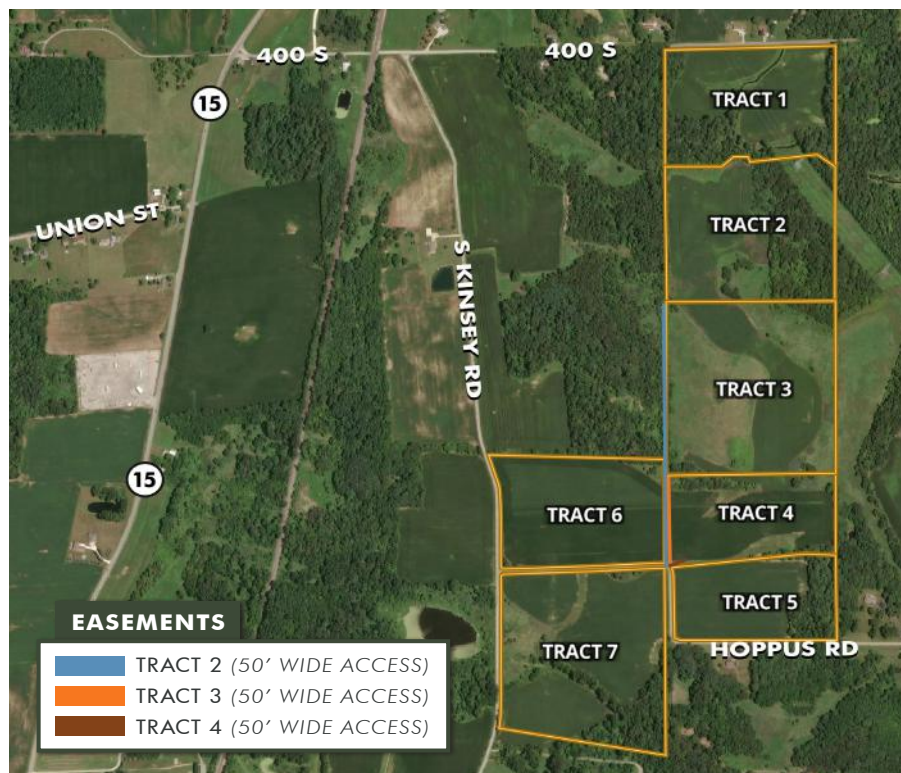 400 S
400 S
15
TRACT 1
UNION ST
TRACT 2
S KINSEY RD
TRACT 3
15
TRACT 6
TRACT 4
TRACT 5
TRACT 7
HOPPUS RD
EASEMENTS
TRACT 2 (50' WIDE ACCESS)
TRACT 3 (50' WIDE ACCESS)
TRACT 4 (50' WIDE ACCESS)